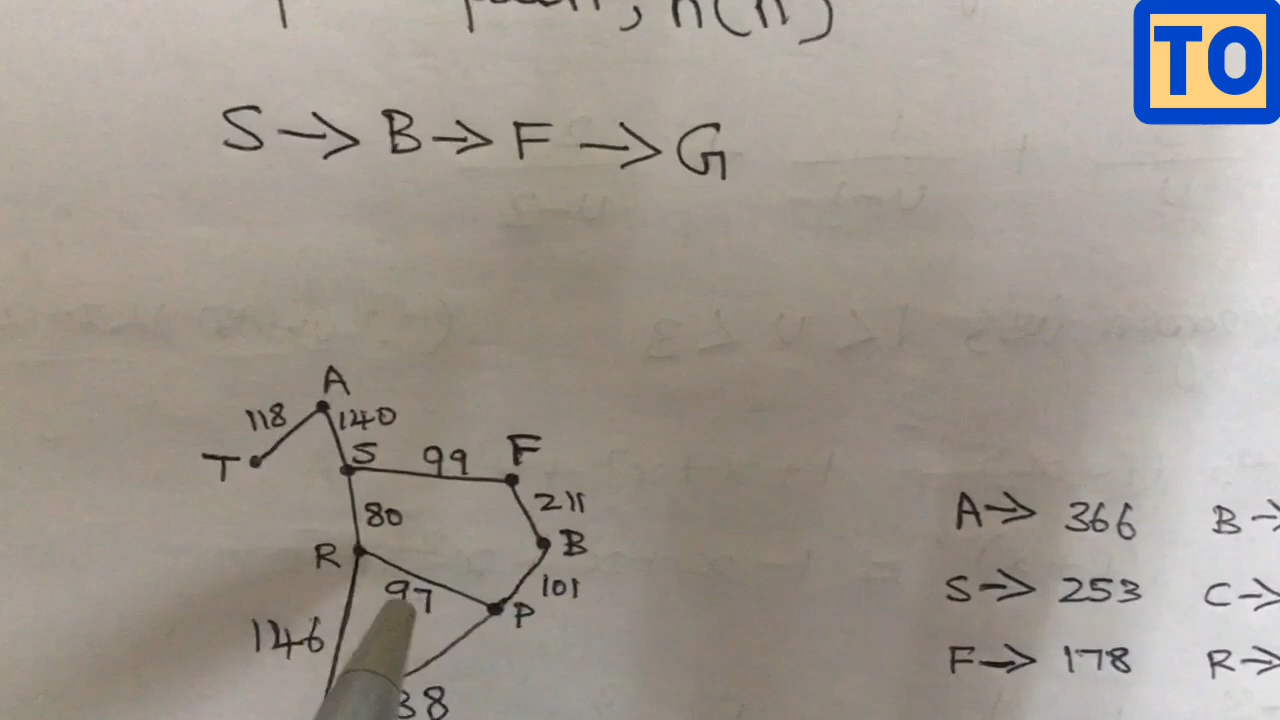 h(n)
TO
S → B → F → G
A
118 140
T S 99 F
80 211
R B
97 101
P
146
38
A → 366 B →
S → 253 C →
F → 178 R →